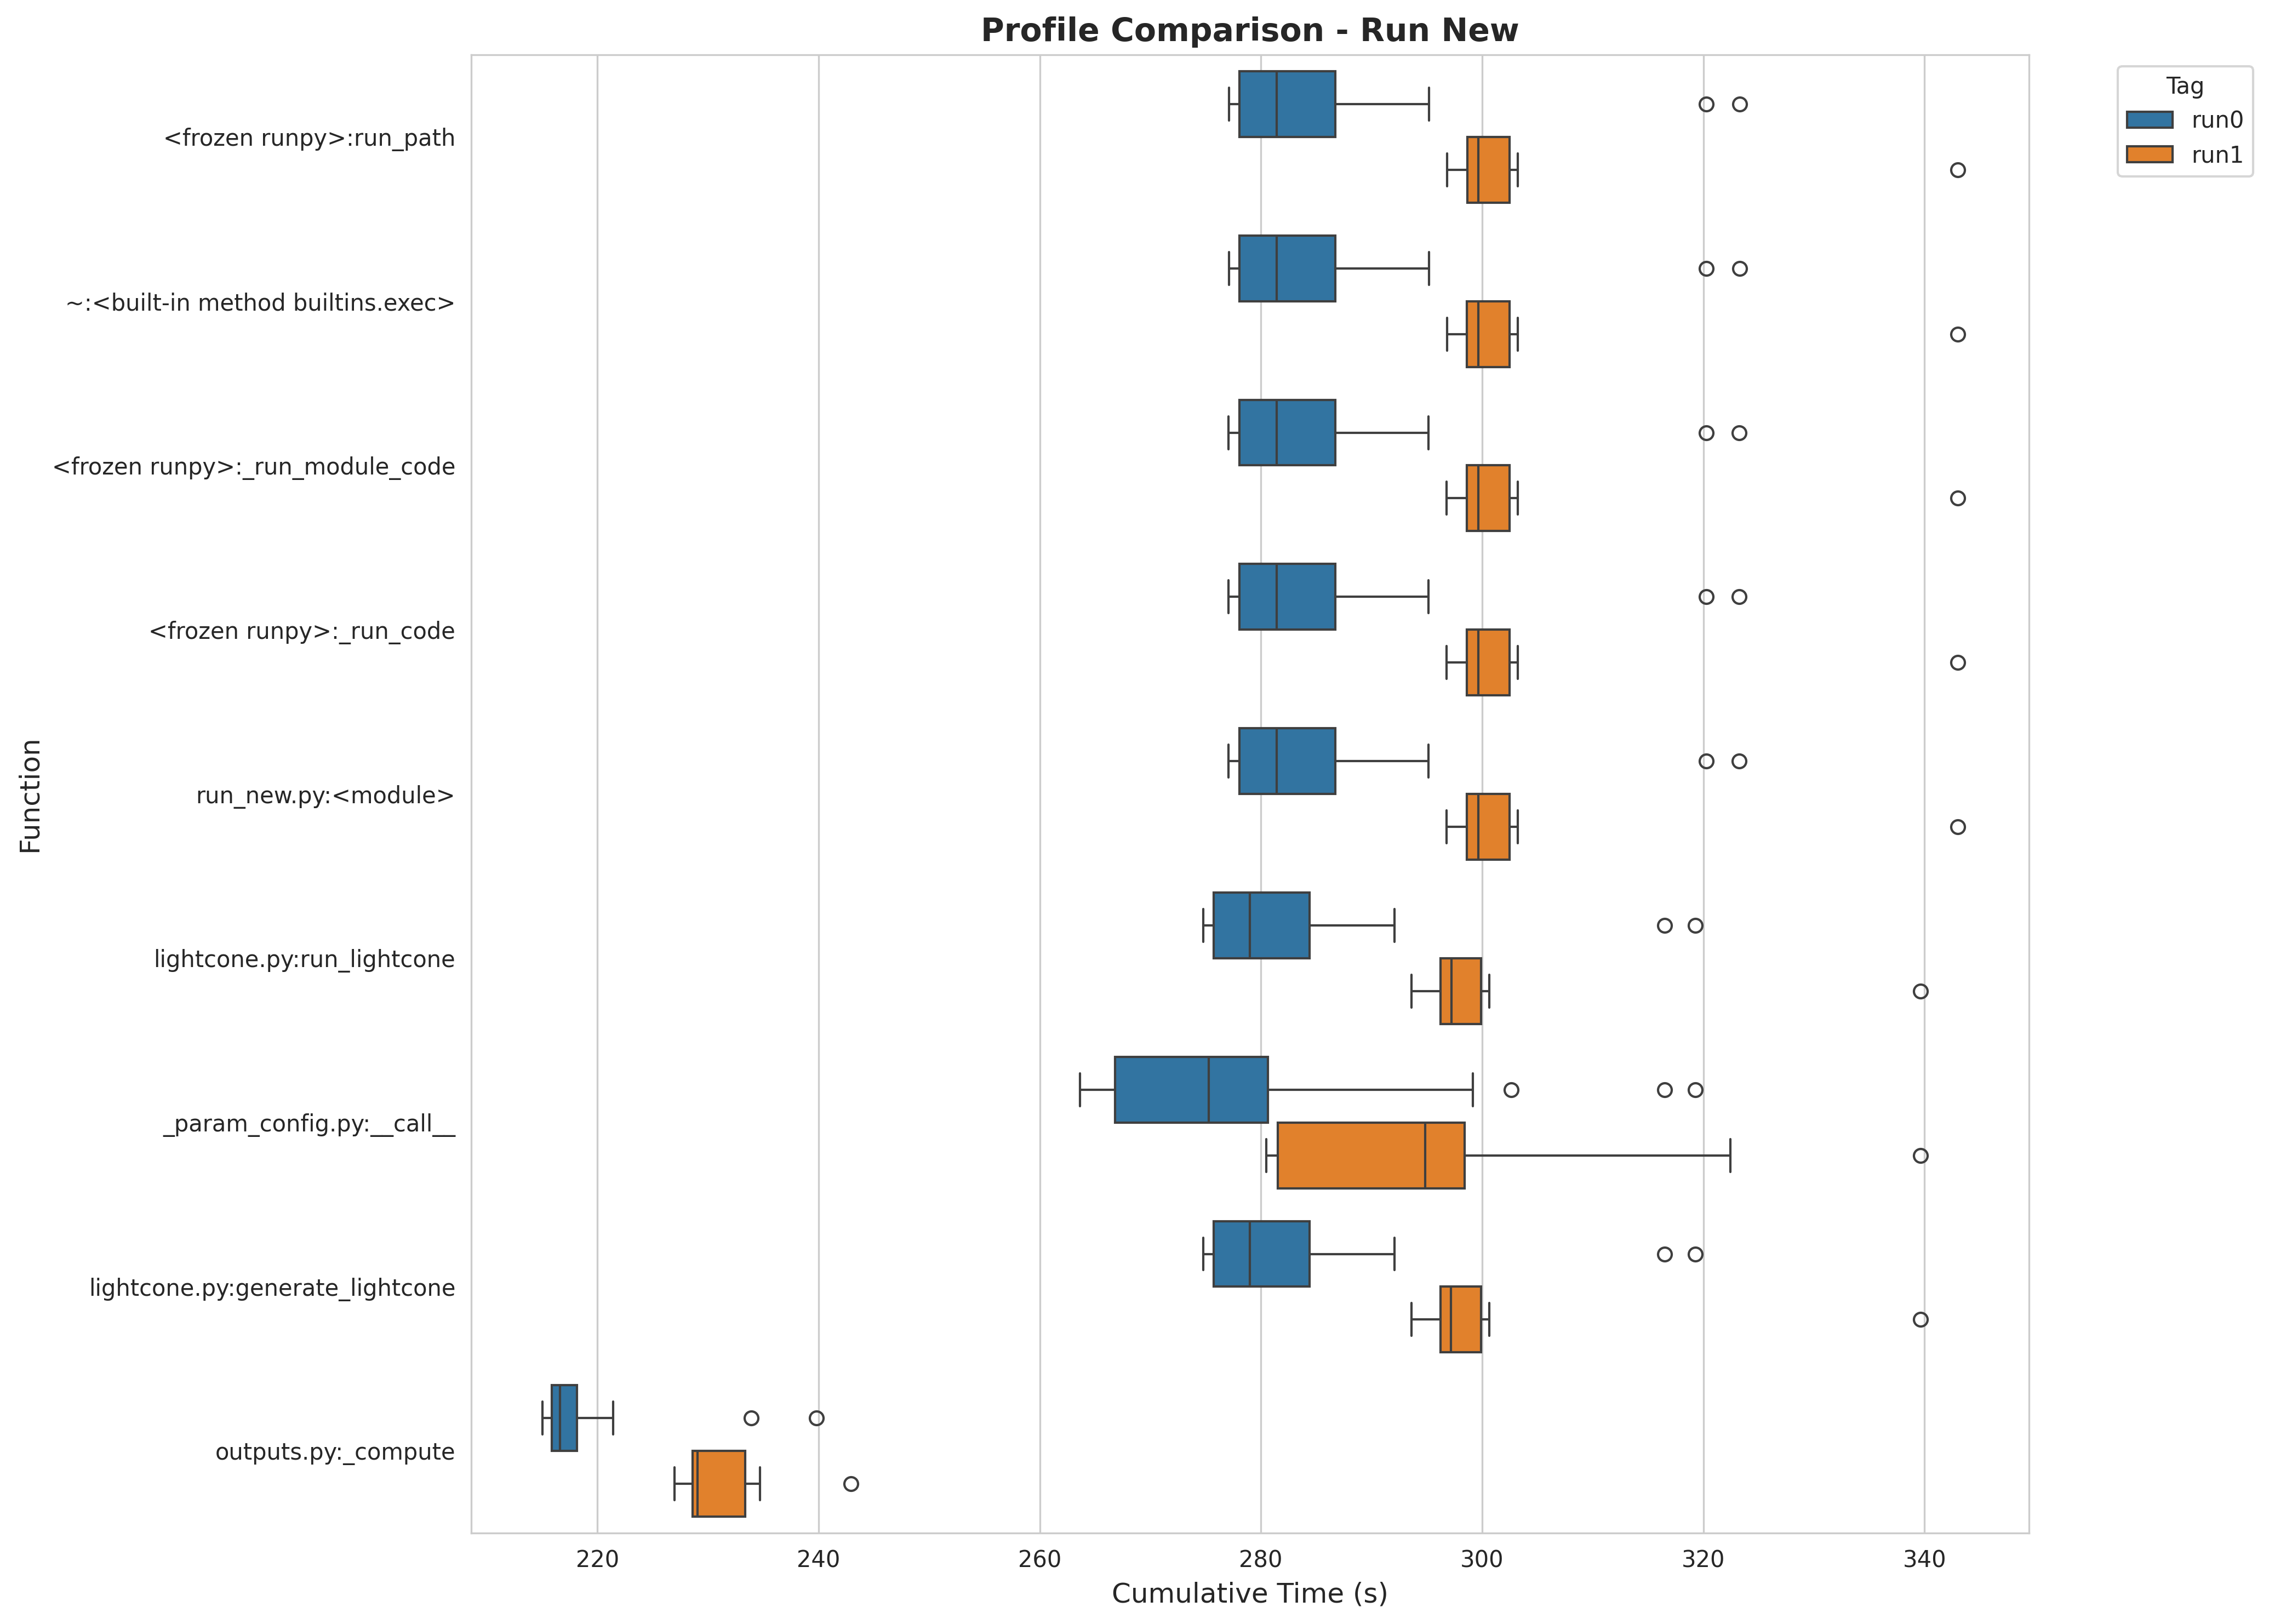 Profile Comparison - Run New
Tag
run0
run1
Function
<frozen runpy>:run_path
~:<built-in method builtins.exec>
<frozen runpy>:_run_module_code
<frozen runpy>:_run_code
run_new.py:<module>
lightcone.py:run_lightcone
_param_config.py:__call__
lightcone.py:generate_lightcone
outputs.py:_compute
220 240 260 280 300 320 340
Cumulative Time (s)